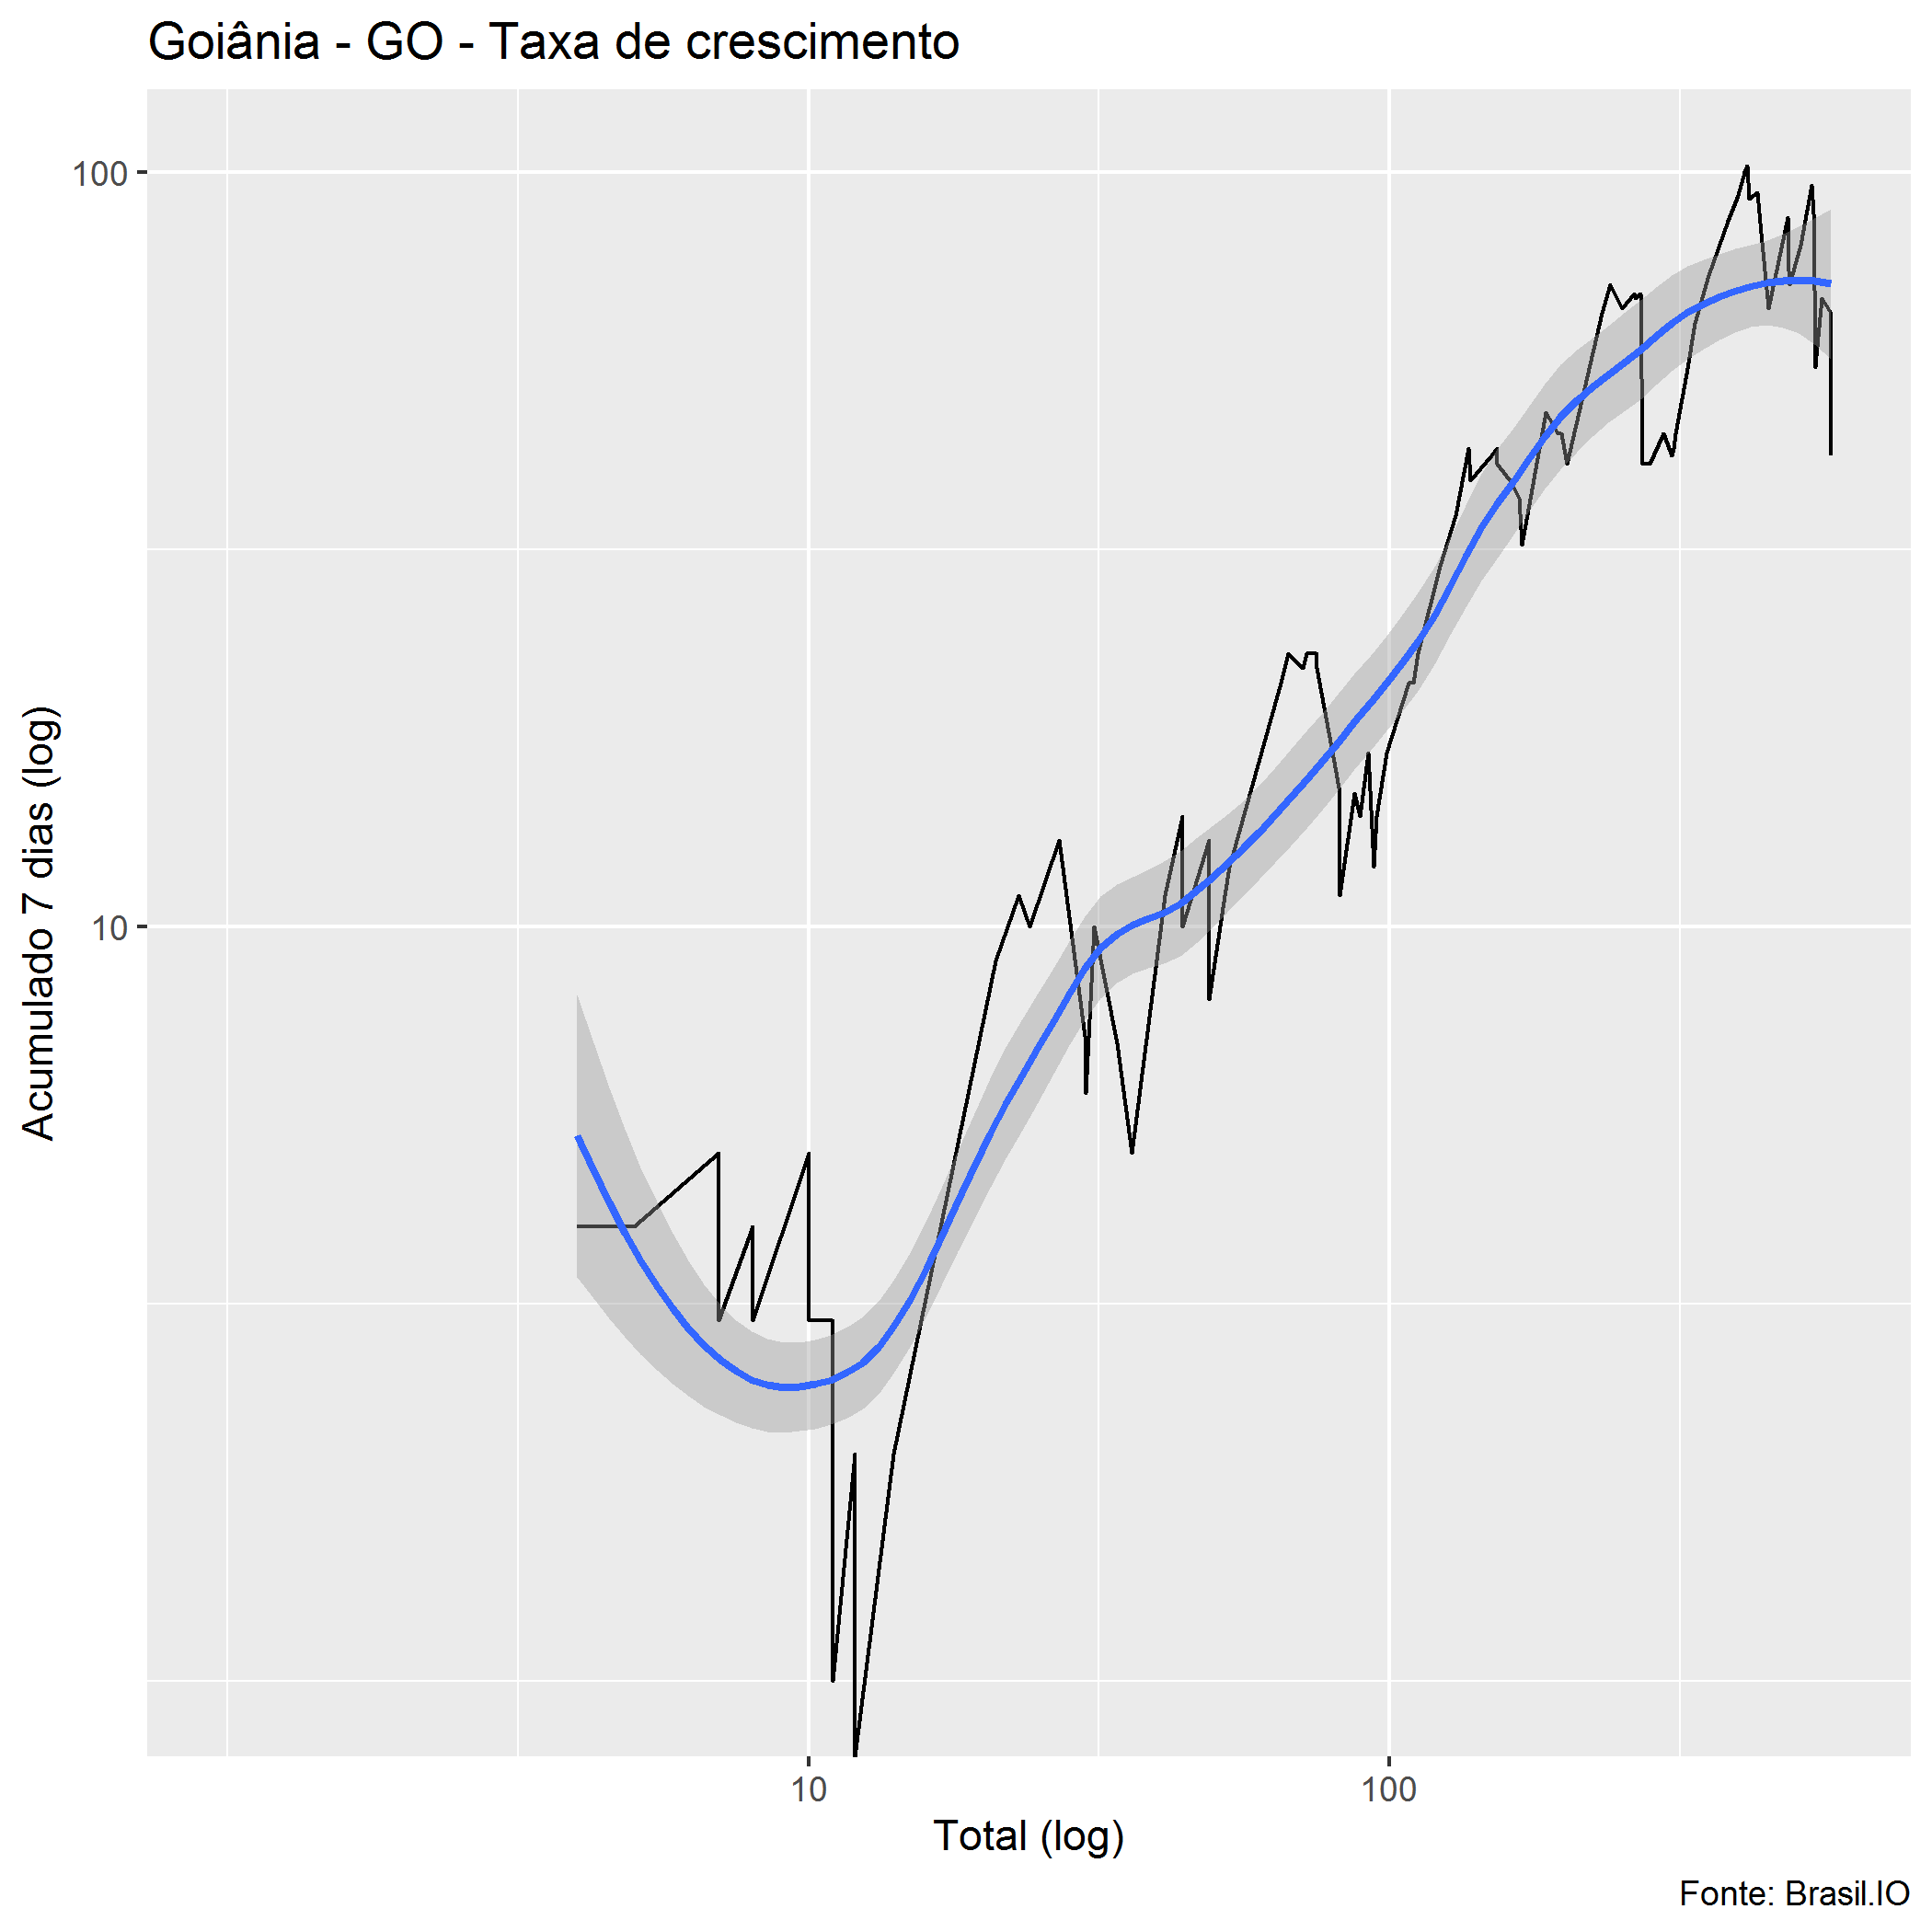 Goiânia - GO - Taxa de crescimento
100
10
Acumulado 7 dias (log)
10
100
Total (log)
Fonte: Brasil.IO